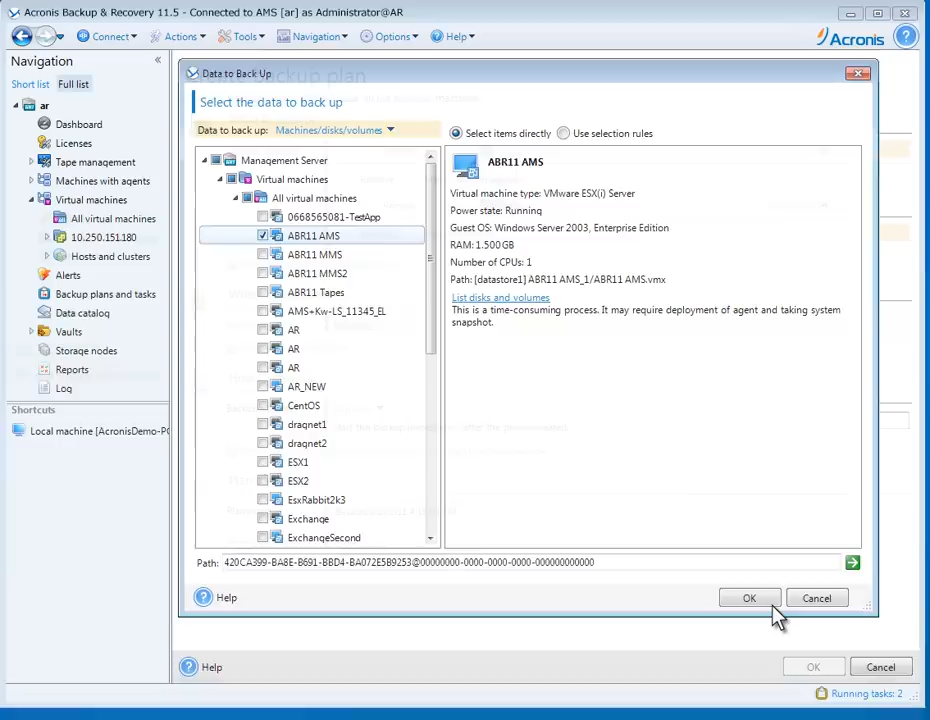 Acronis Backup & Recovery 11.5 - Connected to AMS [ar] as Administrator@AR
Connect Actions Tools Navigation Options Help
Acronis
Navigation
Short list Full list
ar
Dashboard
Licenses
Tape management
Machines with agents
Virtual machines
All virtual machines
10.250.151.180
Hosts and clusters
Alerts
Backup plans and tasks
Data catalog
Vaults
Storage nodes
Reports
Log
Shortcuts
Local machine [AcronisDemo-PC
Data to Back Up
Select the data to back up
Data to back up: Machines/disks/volumes
Select items directly Use selection rules
Management Server
Virtual machines
All virtual machines
0668565081-TestApp
ABR11 AMS
ABR11 MMS
ABR11 MMS2
ABR11 Tapes
AMS+Kw-LS_11345_EL
AR
AR
AR
AR_NEW
CentOS
draqnet1
draqnet2
ESX1
ESX2
EsxRabbit2k3
Exchange
ExchangeSecond
ABR11 AMS
Virtual machine type: VMware ESX(i) Server
Power state: Running
Guest OS: Windows Server 2003, Enterprise Edition
RAM: 1.500 GB
Number of CPUs: 1
Path: [datastore1] ABR11 AMS_1/ABR11 AMS.vmx
List disks and volumes
This is a time-consuming process. It may require deployment of agent and taking system
snapshot.
Path: 420CA399-BA8E-B691-BBD4-BA072E5B9253@00000000-0000-0000-0000-000000000000
Help
OK Cancel
Help
OK Cancel
Running tasks: 2